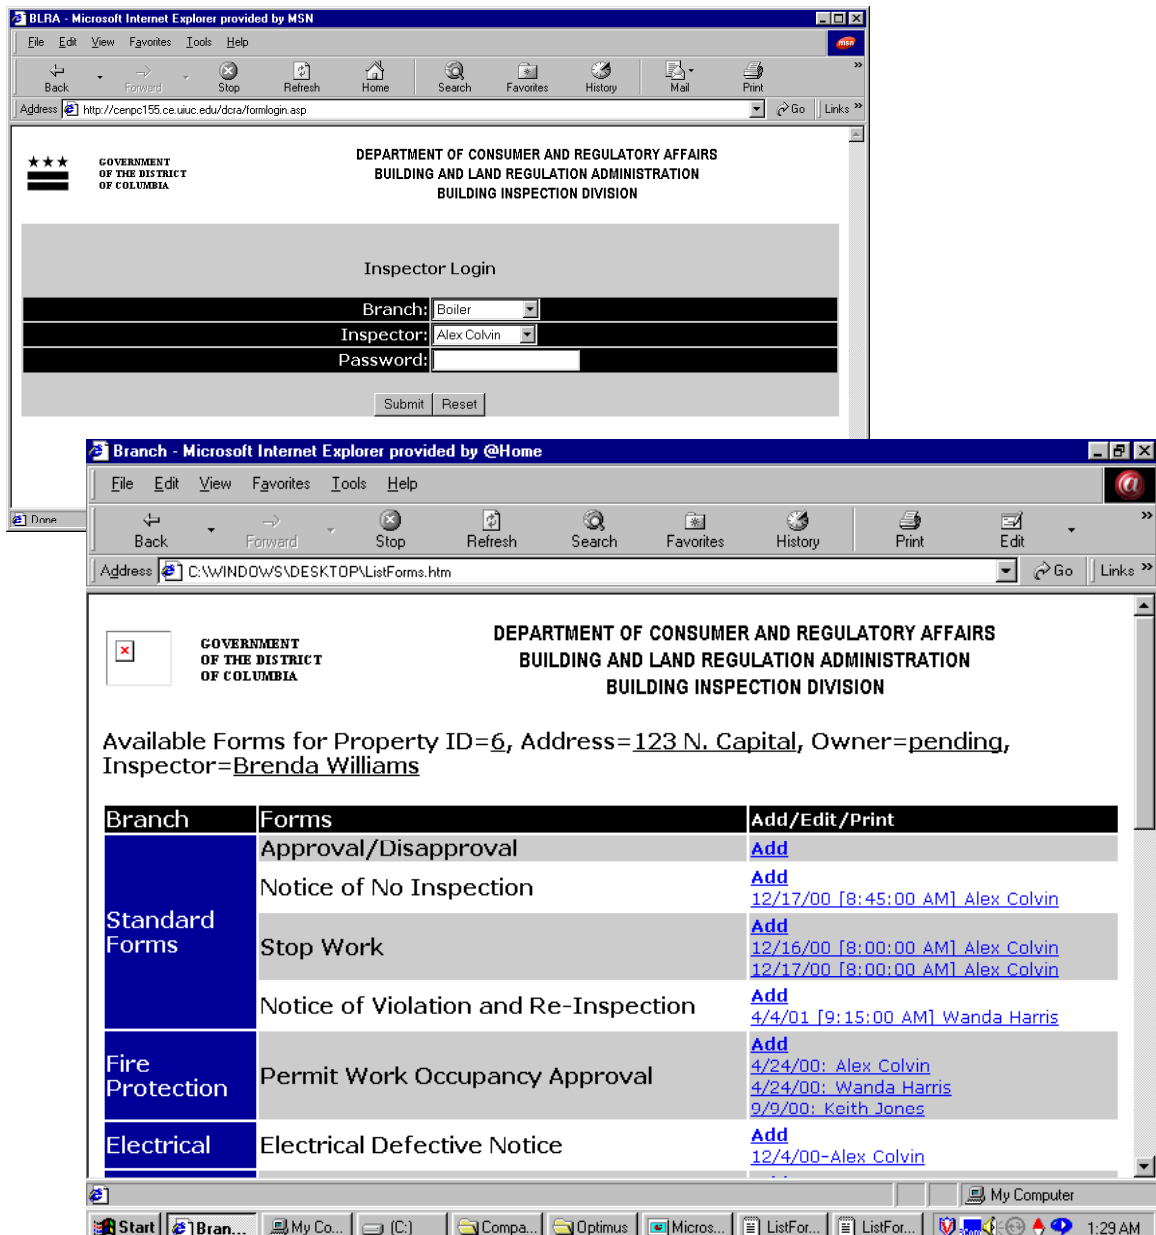 BLRA - Microsoft Internet Explorer provided by MSN
File Edit View Favorites Tools Help
msn
Back Forward Stop Refresh Home Search Favorites History Mail Print »
Address http://cenpc155.ce.uiuc.edu/dcra/formlogin.asp Go Links »
GOVERNMENT
OF THE DISTRICT
OF COLUMBIA
DEPARTMENT OF CONSUMER AND REGULATORY AFFAIRS
BUILDING AND LAND REGULATION ADMINISTRATION
BUILDING INSPECTION DIVISION
Inspector Login
Branch: Boiler
Inspector: Alex Colvin
Password:
Submit Reset
Done
Branch - Microsoft Internet Explorer provided by @Home
File Edit View Favorites Tools Help
Back Forward Stop Refresh Search Favorites History Print Edit »
Address C:\WINDOWS\DESKTOP\ListForms.htm Go Links »
GOVERNMENT
OF THE DISTRICT
OF COLUMBIA
DEPARTMENT OF CONSUMER AND REGULATORY AFFAIRS
BUILDING AND LAND REGULATION ADMINISTRATION
BUILDING INSPECTION DIVISION
Available Forms for Property ID=6, Address=123 N. Capital, Owner=pending,
Inspector=Brenda Williams
Branch Forms Add/Edit/Print
Standard
Forms
Approval/Disapproval
Add
Notice of No Inspection
Add
12/17/00 [8:45:00 AM] Alex Colvin
Stop Work
Add
12/16/00 [8:00:00 AM] Alex Colvin
12/17/00 [8:00:00 AM] Alex Colvin
Notice of Violation and Re-Inspection
Add
4/4/01 [9:15:00 AM] Wanda Harris
Fire
Protection
Permit Work Occupancy Approval
Add
4/24/00: Alex Colvin
4/24/00: Wanda Harris
9/9/00: Keith Jones
Electrical
Electrical Defective Notice
Add
12/4/00-Alex Colvin
My Computer
Start Bran... My Co... (C:) Compa... Optimus Micros... ListFor... ListFor... 1:29 AM